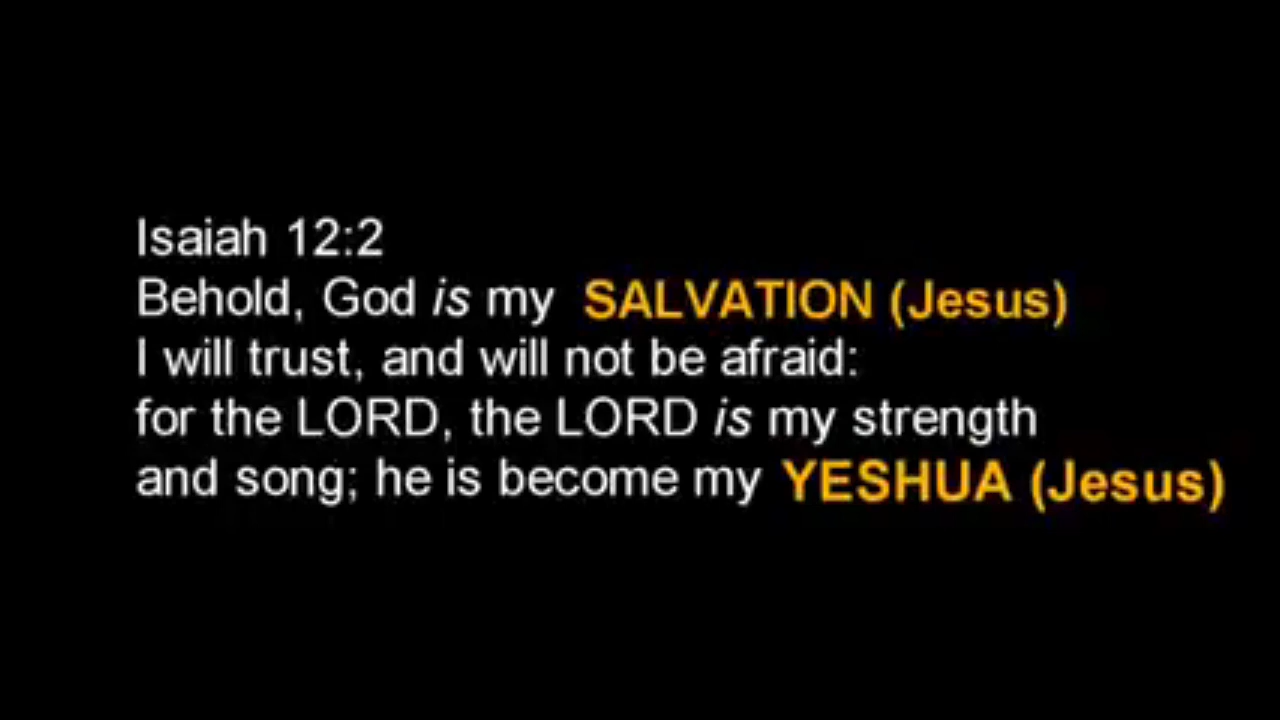 Isaiah 12:2
Behold, God is my SALVATION (Jesus)
I will trust, and will not be afraid:
for the LORD, the LORD is my strength
and song; he is become my YESHUA (Jesus)